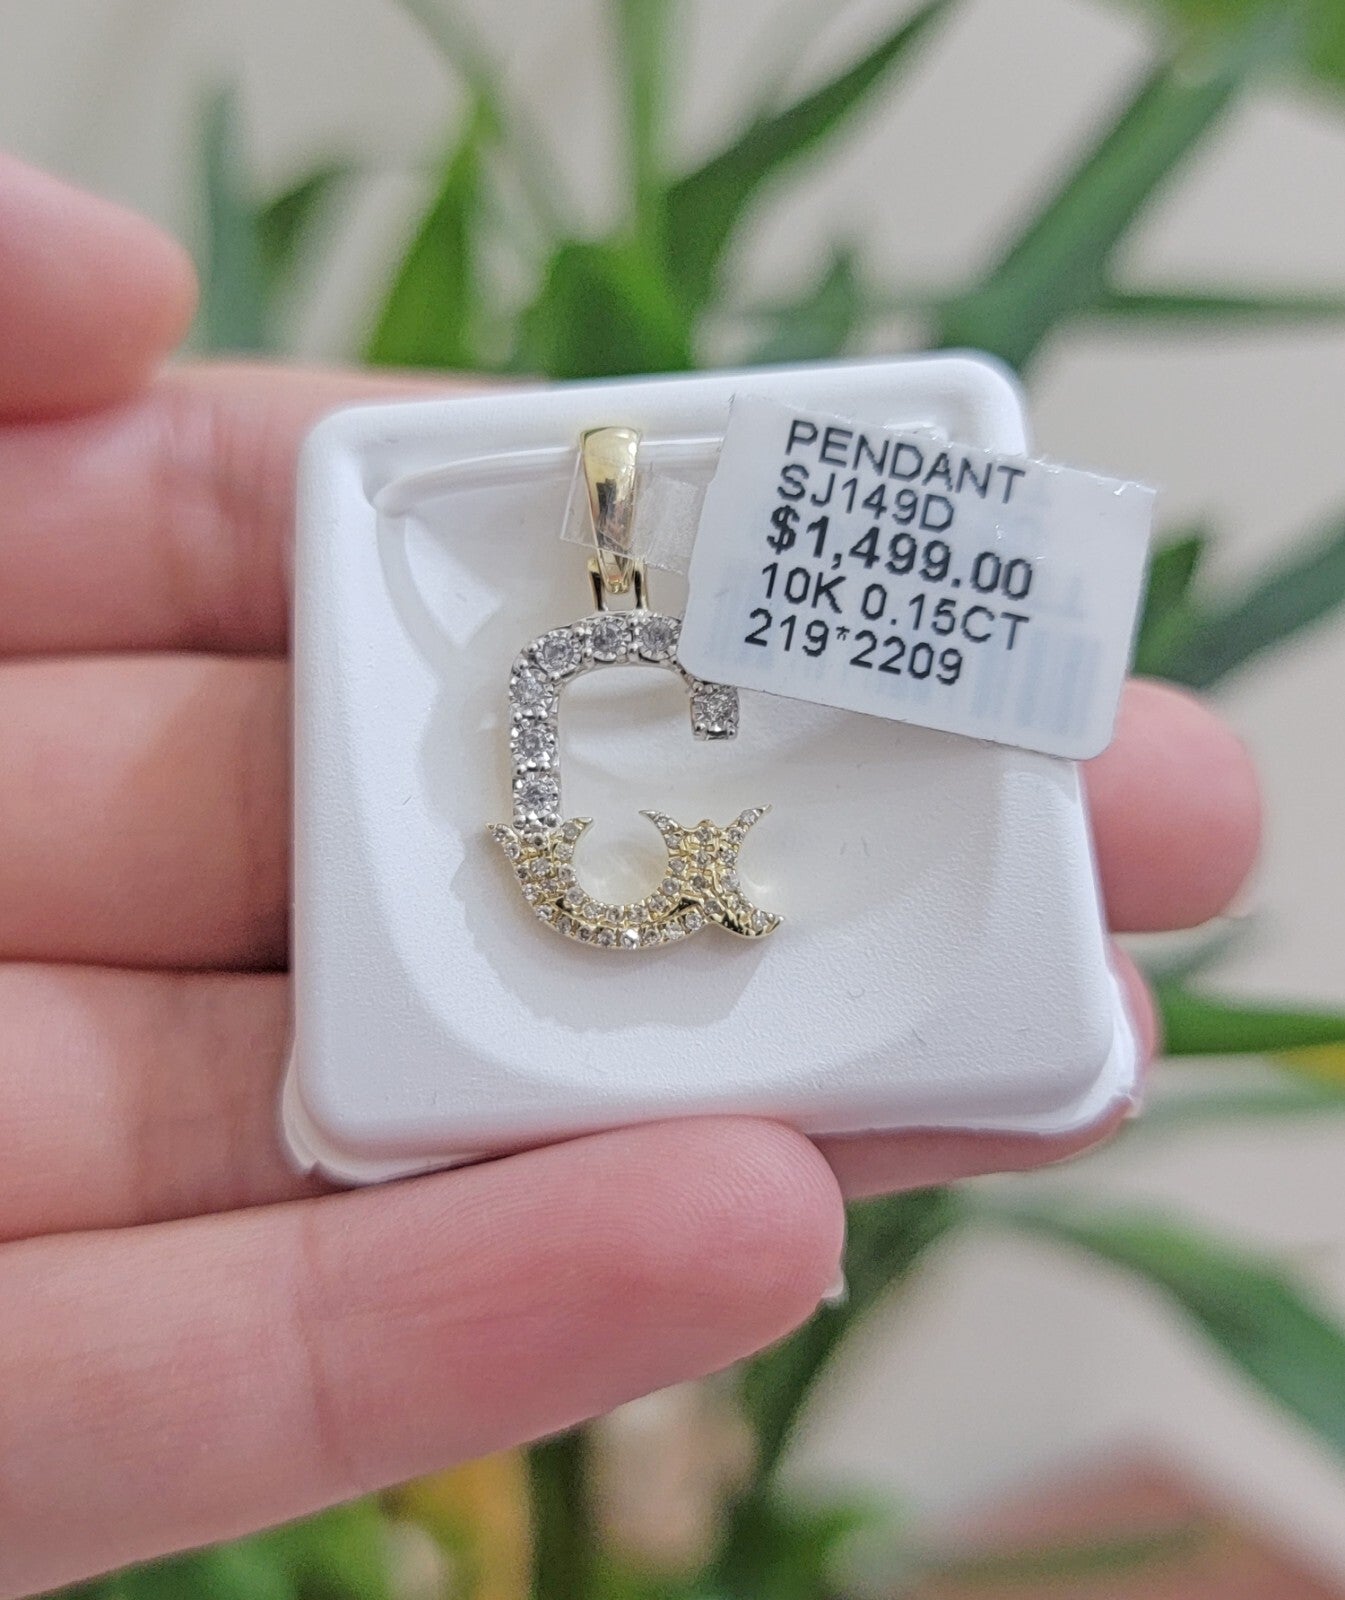 PENDANT
SJ149D
$1,499.00
10K 0.15CT
219*2209